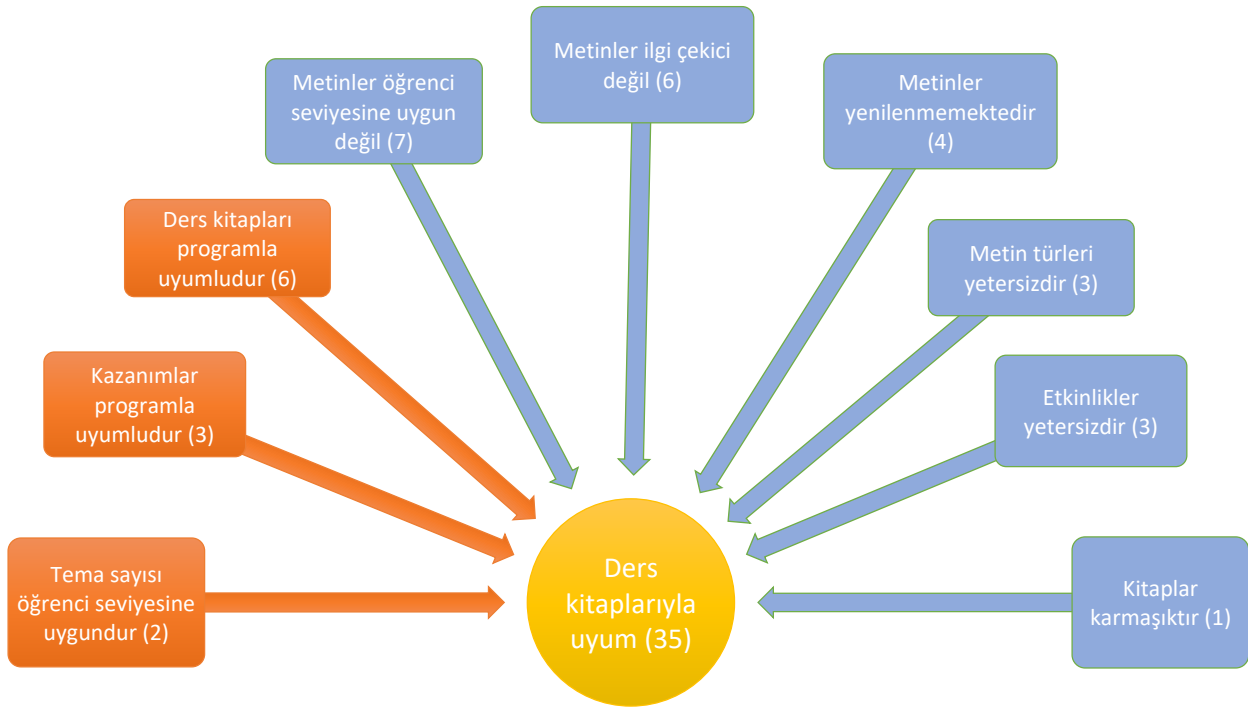 Metinler ilgi çekici
değil (6)
Metinler öğrenci
seviyesine uygun
değil (7)
Metinler
yenilenmemektedir
(4)
Ders kitapları
programla
uyumludur (6)
Metin türleri
yetersizdir (3)
Kazanımlar
programla
uyumludur (3)
Etkinlikler
yetersizdir (3)
Tema sayısı
öğrenci seviyesine
uygundur (2)
Ders
kitaplarıyla
uyum (35)
Kitaplar
karmaşıktır (1)